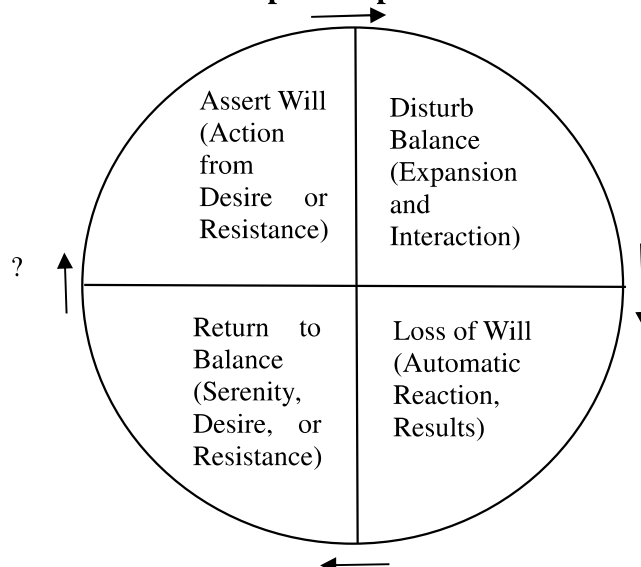 Assert Will
(Action
from
Desire or
Resistance)
Disturb
Balance
(Expansion
and
Interaction)
?
Return to
Balance
(Serenity,
Desire, or
Resistance)
Loss of Will
(Automatic
Reaction,
Results)